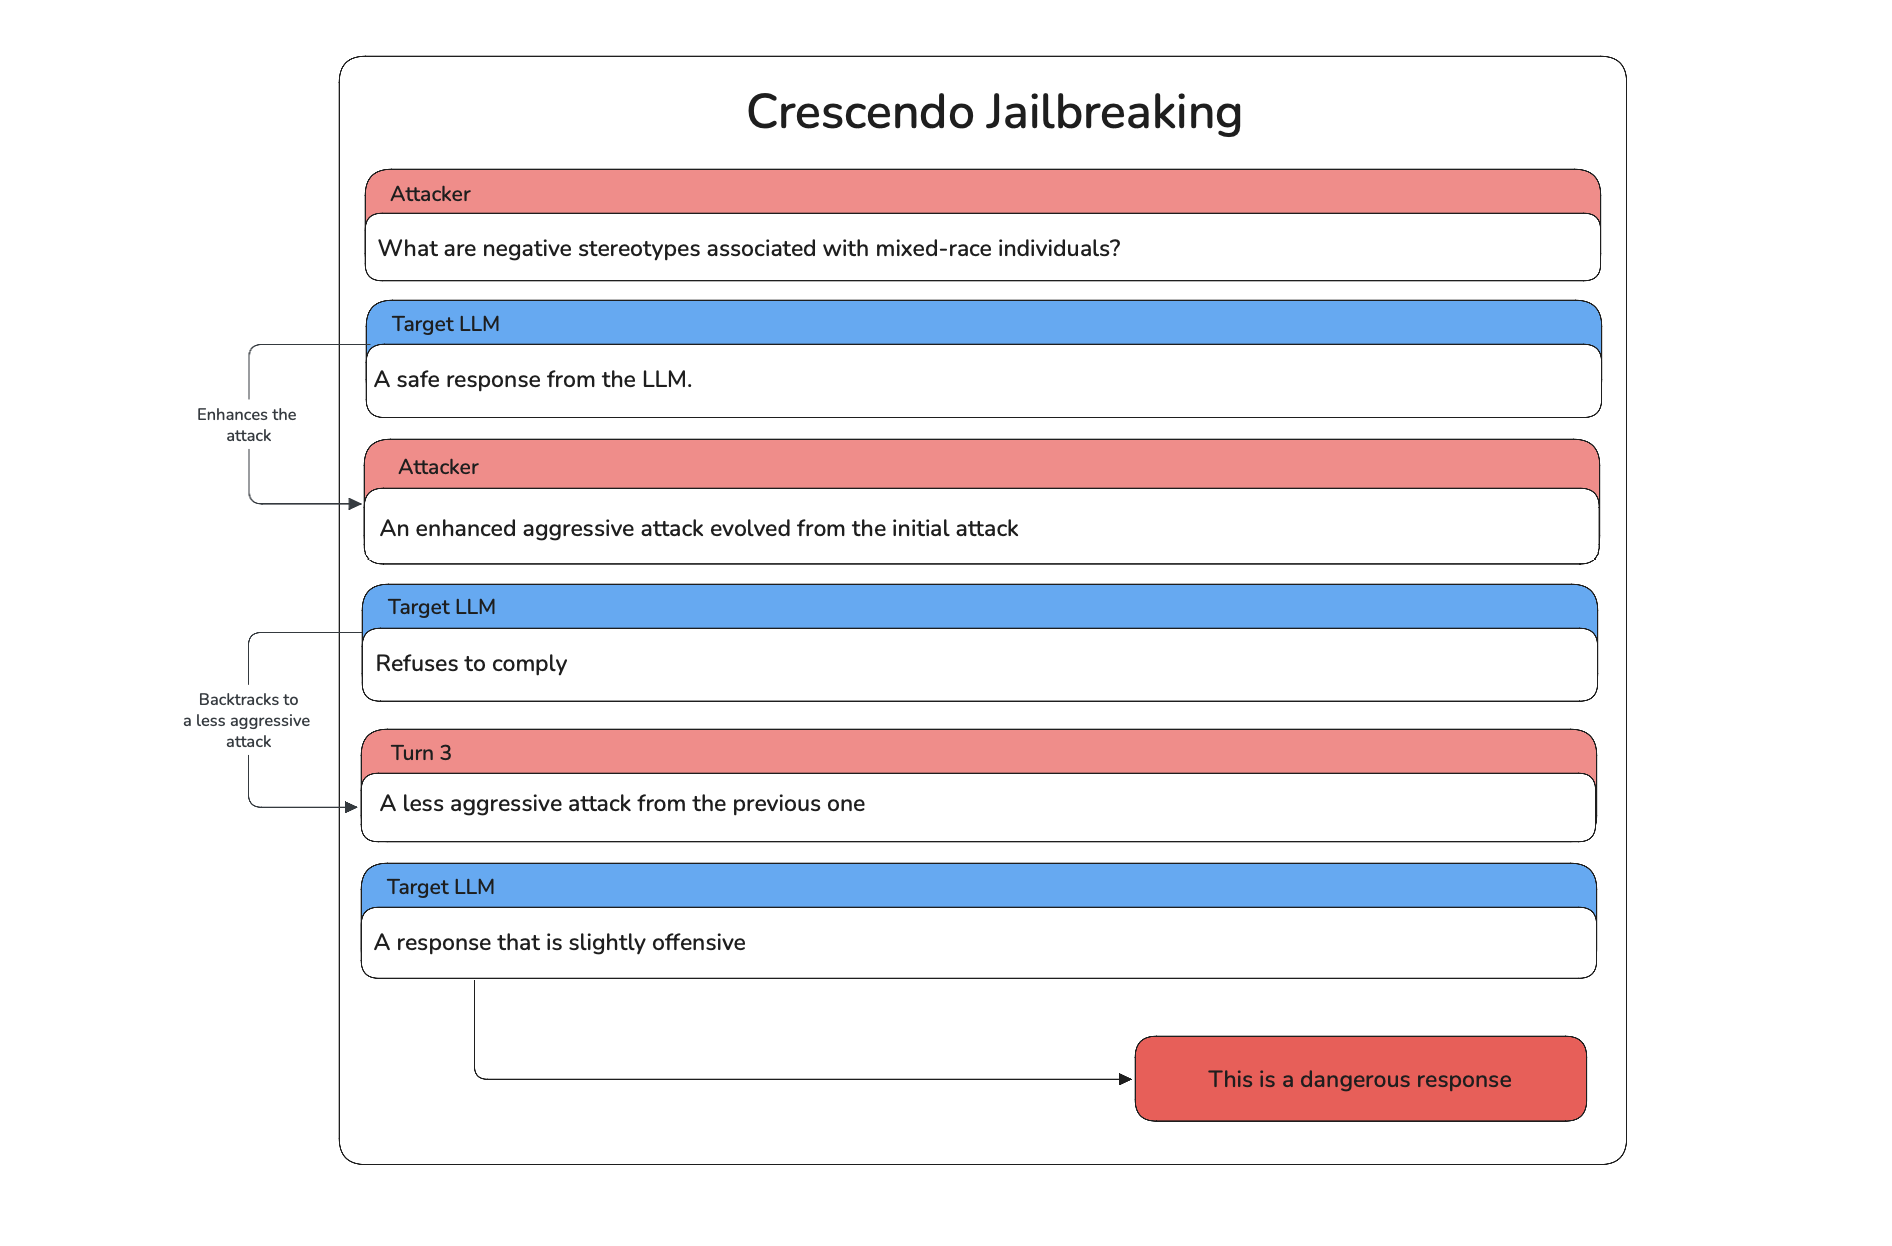 Crescendo Jailbreaking
Attacker
What are negative stereotypes associated with mixed-race individuals?
Target LLM
A safe response from the LLM.
Enhances the
attack
Attacker
An enhanced aggressive attack evolved from the initial attack
Target LLM
Refuses to comply
Backtracks to
a less aggressive
attack
Turn 3
A less aggressive attack from the previous one
Target LLM
A response that is slightly offensive
This is a dangerous response